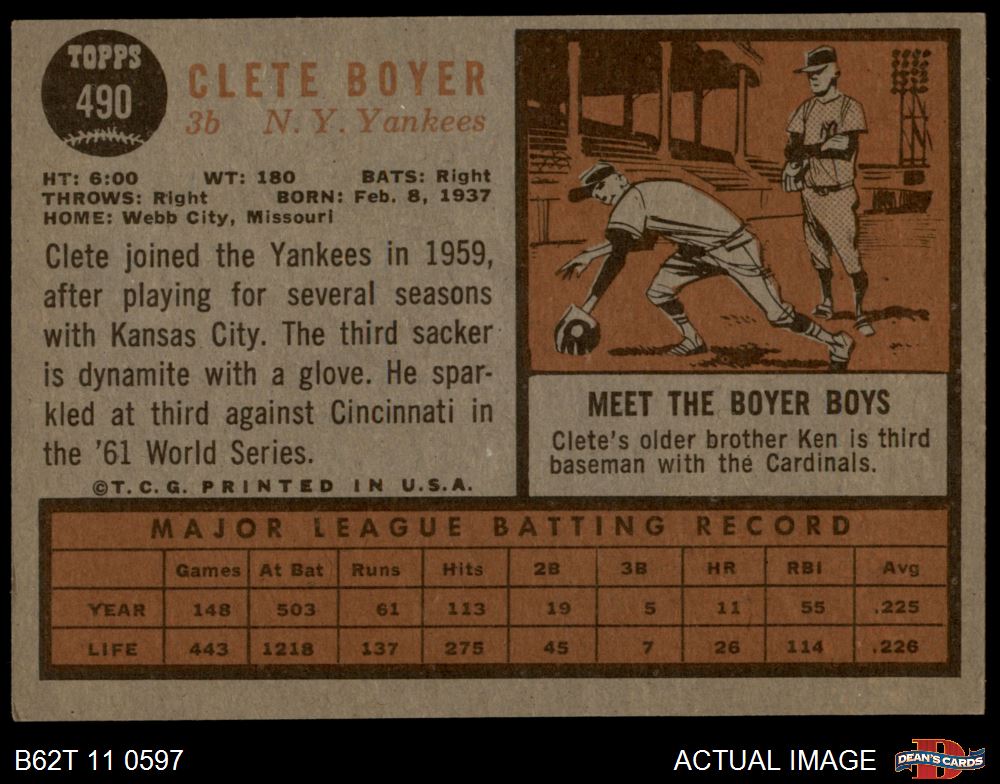 TOPPS
490
CLETE BOYER
3b N. Y. Yankees
HT: 6:00 WT: 180 BATS: Right
THROWS: Right BORN: Feb. 8, 1937
HOME: Webb City, Missouri
Clete joined the Yankees in 1959,
after playing for several seasons
with Kansas City. The third sacker
is dynamite with a glove. He spar-
kled at third against Cincinnati in
the '61 World Series.
©T. C. G. PRINTED IN U.S.A.
NY
MEET THE BOYER BOYS
Clete's older brother Ken is third
baseman with the Cardinals.
MAJOR LEAGUE BATTING RECORD
Games At Bat Runs Hits 2B 3B HR RBI Avg
YEAR 148 503 61 113 19 5 11 55 .225
LIFE 443 1218 137 275 45 7 26 114 .226
B62T 11 0597
ACTUAL IMAGE
D
DEAN'S CARDS